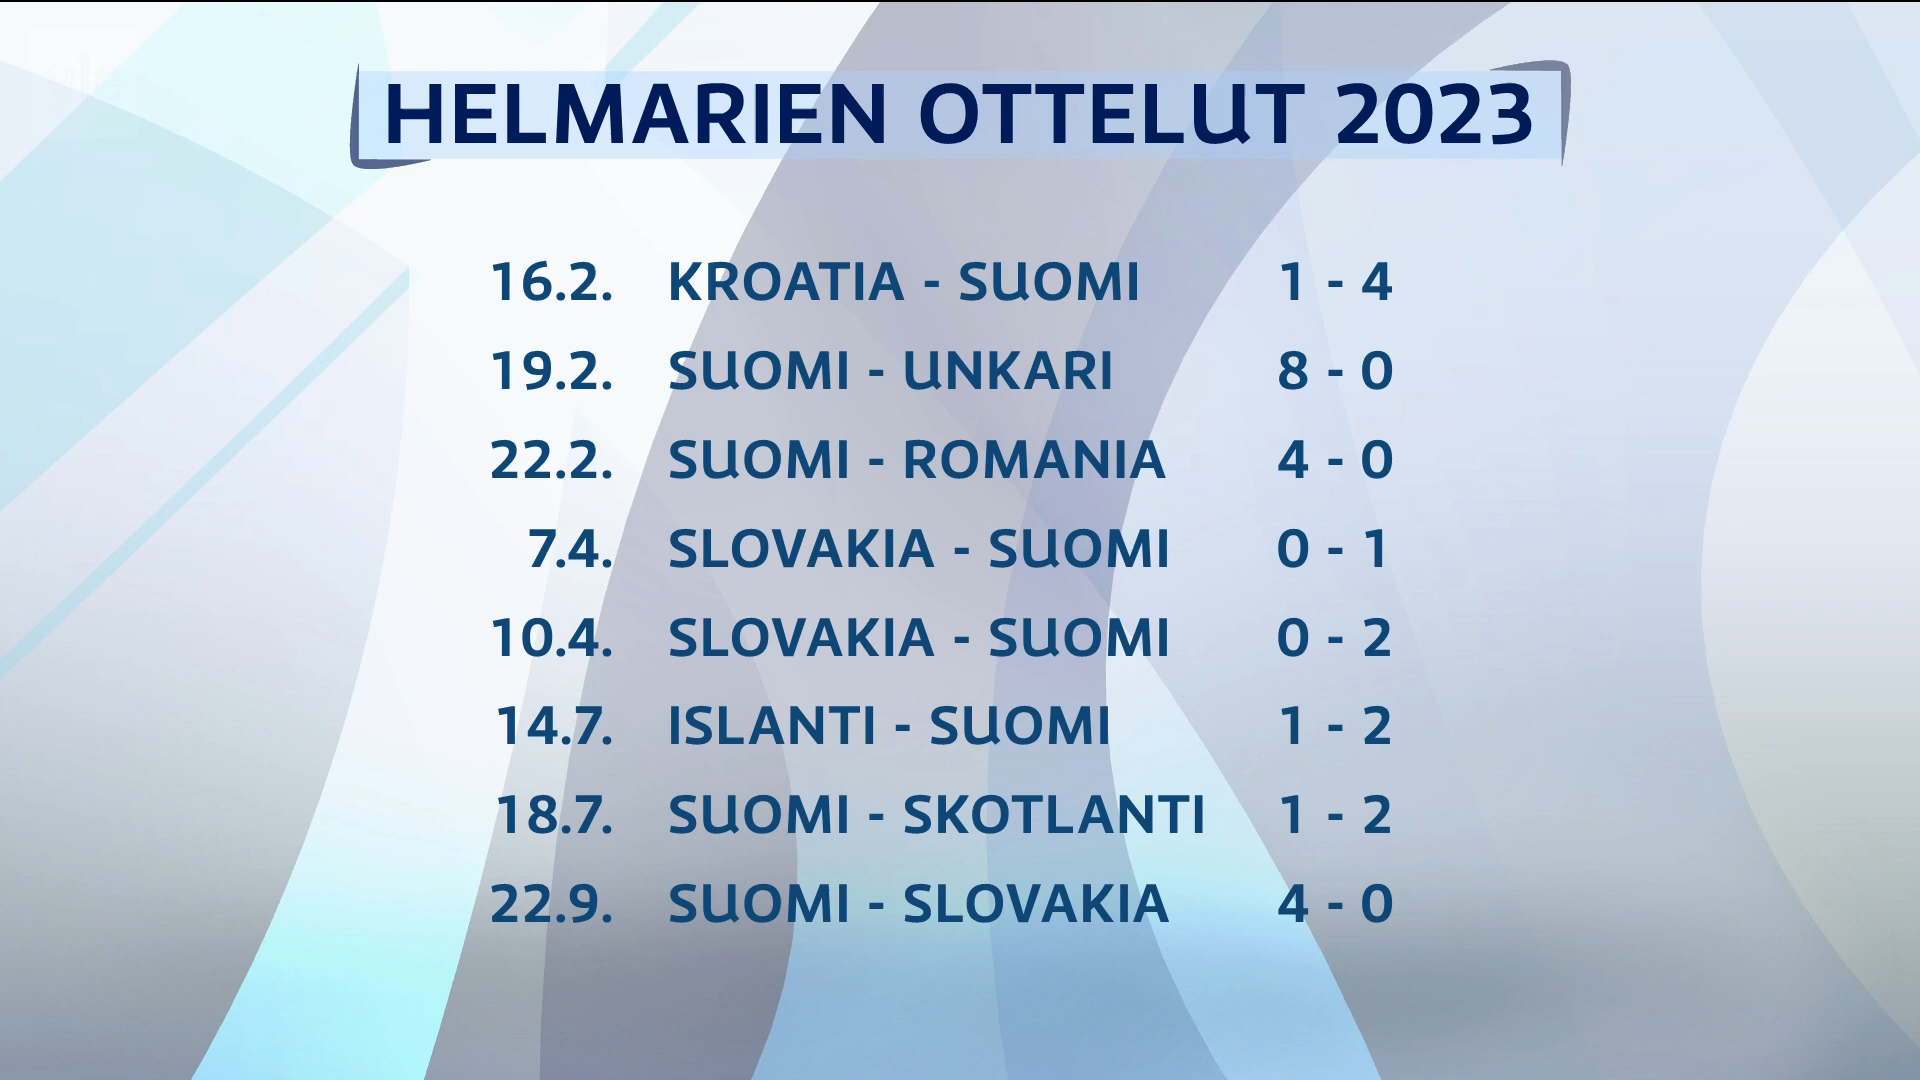 HELMARIEN OTTELUT 2023
16.2. KROATIA - SUOMI 1 - 4
19.2. SUOMI - UNKARI 8 - 0
22.2. SUOMI - ROMANIA 4 - 0
7.4. SLOVAKIA - SUOMI 0 - 1
10.4. SLOVAKIA - SUOMI 0 - 2
14.7. ISLANTI - SUOMI 1 - 2
18.7. SUOMI - SKOTLANTI 1 - 2
22.9. SUOMI - SLOVAKIA 4 - 0